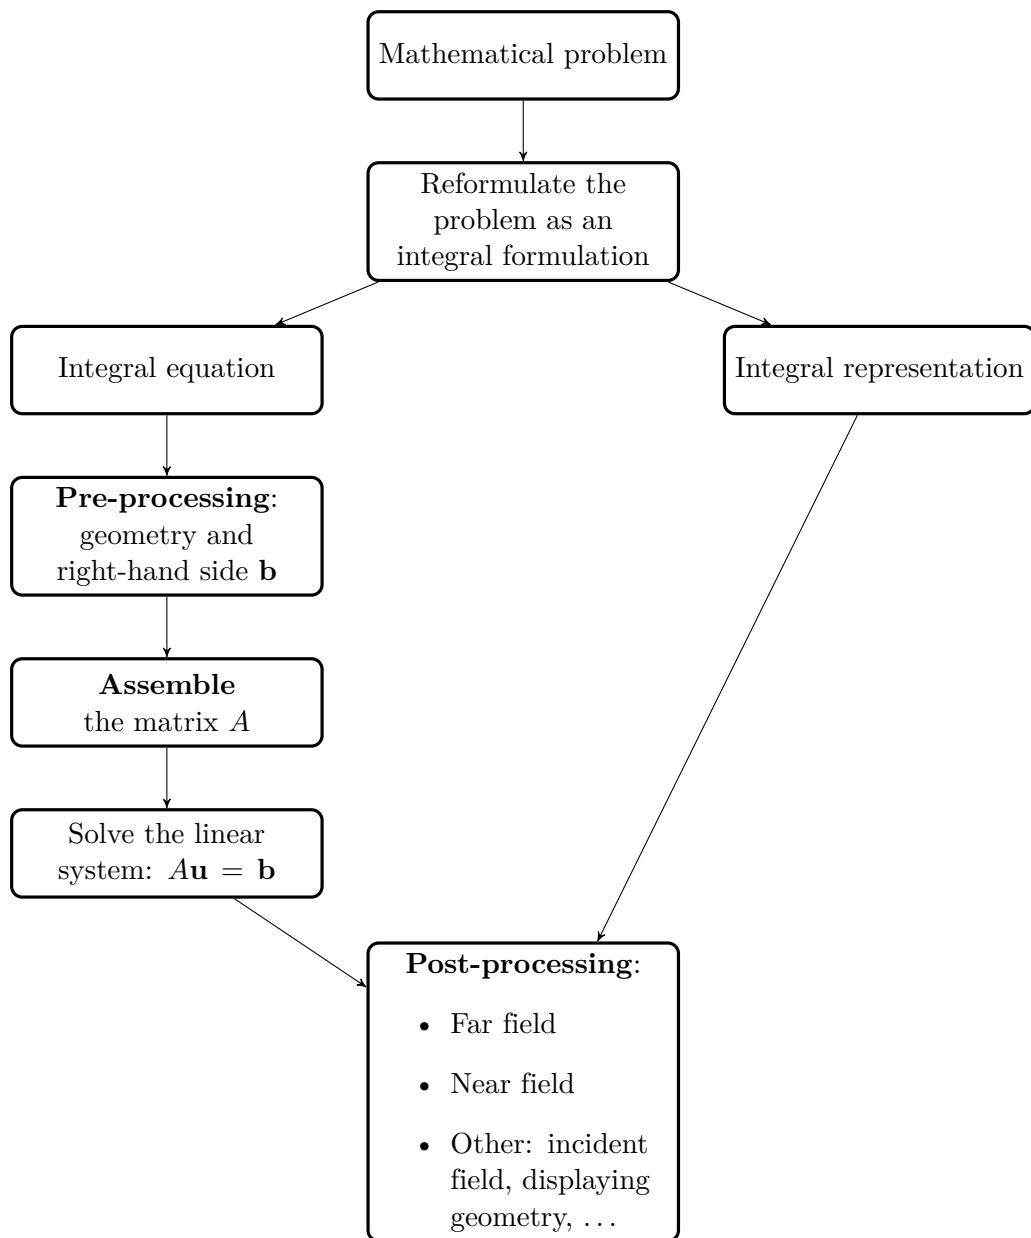 Mathematical problem
Reformulate the
problem as an
integral formulation
Integral equation
Integral representation
Pre-processing:
geometry and
right-hand side b
Assemble
the matrix A
Solve the linear
system: Au = b
Post-processing:
• Far field
• Near field
• Other: incident
field, displaying
geometry, …